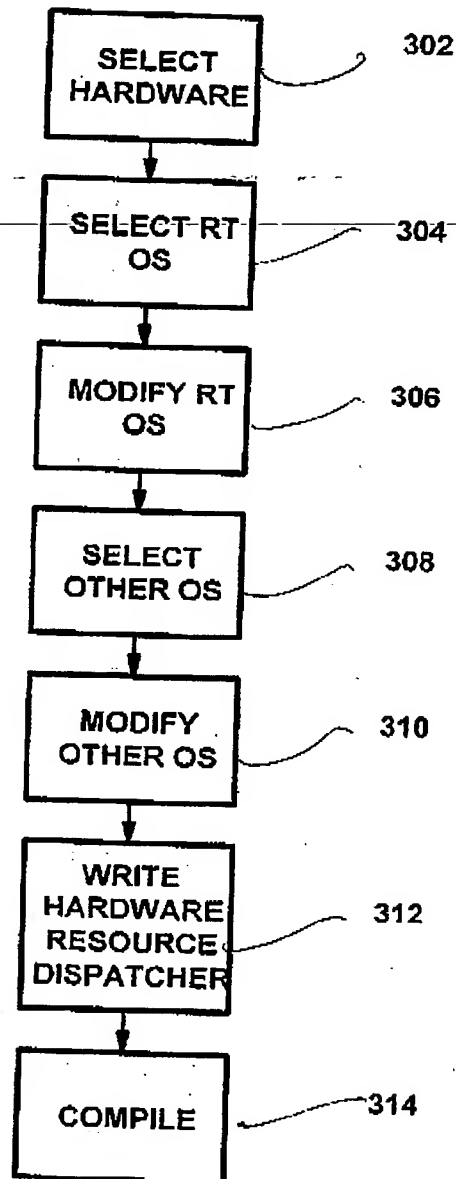 SELECT
HARDWARE
302
SELECT RT
OS
304
MODIFY RT
OS
306
SELECT
OTHER OS
308
MODIFY
OTHER OS
310
WRITE
HARDWARE
RESOURCE
DISPATCHER
312
COMPILE
314